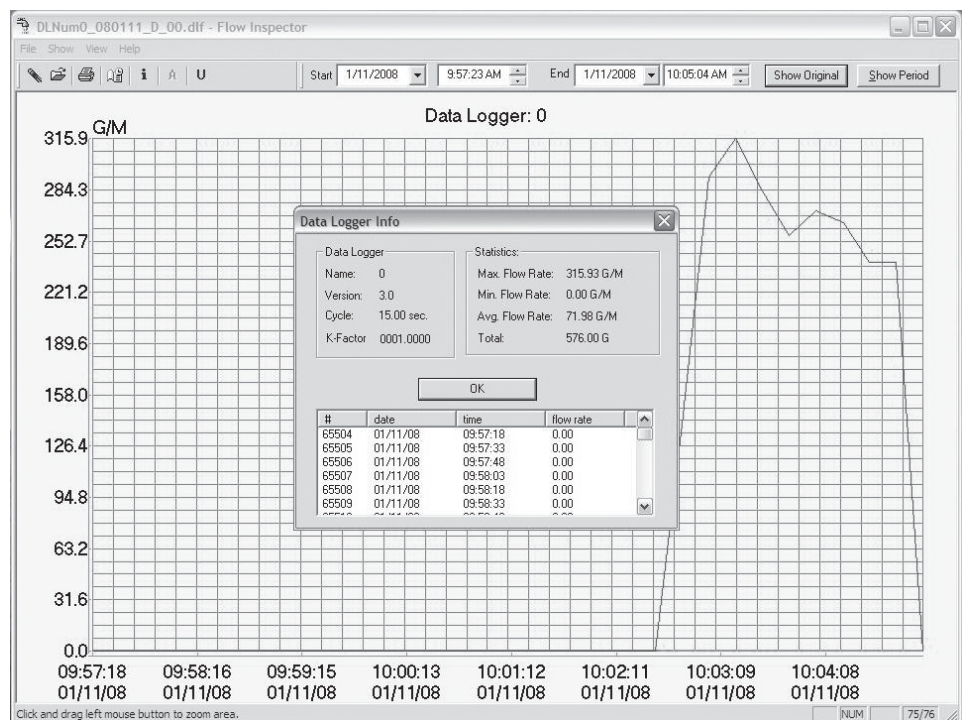 DLNum0_080111_D_00.dlf - Flow Inspector
File Show View Help
i A U Start 1/11/2008 9:57:23 AM End 1/11/2008 10:05:04 AM Show Original Show Period
Data Logger: 0
G/M
315.9
284.3
252.7
221.2
189.6
158.0
126.4
94.8
63.2
31.6
0.0
Data Logger Info
Data Logger
Name: 0
Version: 3.0
Cycle: 15.00 sec.
K-Factor 0001.0000
Statistics:
Max. Flow Rate: 315.93 G/M
Min. Flow Rate: 0.00 G/M
Avg. Flow Rate: 71.98 G/M
Total: 576.00 G
OK
# date time flow rate
65504 01/11/08 09:57:18 0.00
65505 01/11/08 09:57:33 0.00
65506 01/11/08 09:57:48 0.00
65507 01/11/08 09:58:03 0.00
65508 01/11/08 09:58:18 0.00
65509 01/11/08 09:58:33 0.00
09:57:18 09:58:16 09:59:15 10:00:13 10:01:12 10:02:11 10:03:09 10:04:08
01/11/08 01/11/08 01/11/08 01/11/08 01/11/08 01/11/08 01/11/08 01/11/08
Click and drag left mouse button to zoom area. NUM 75/76